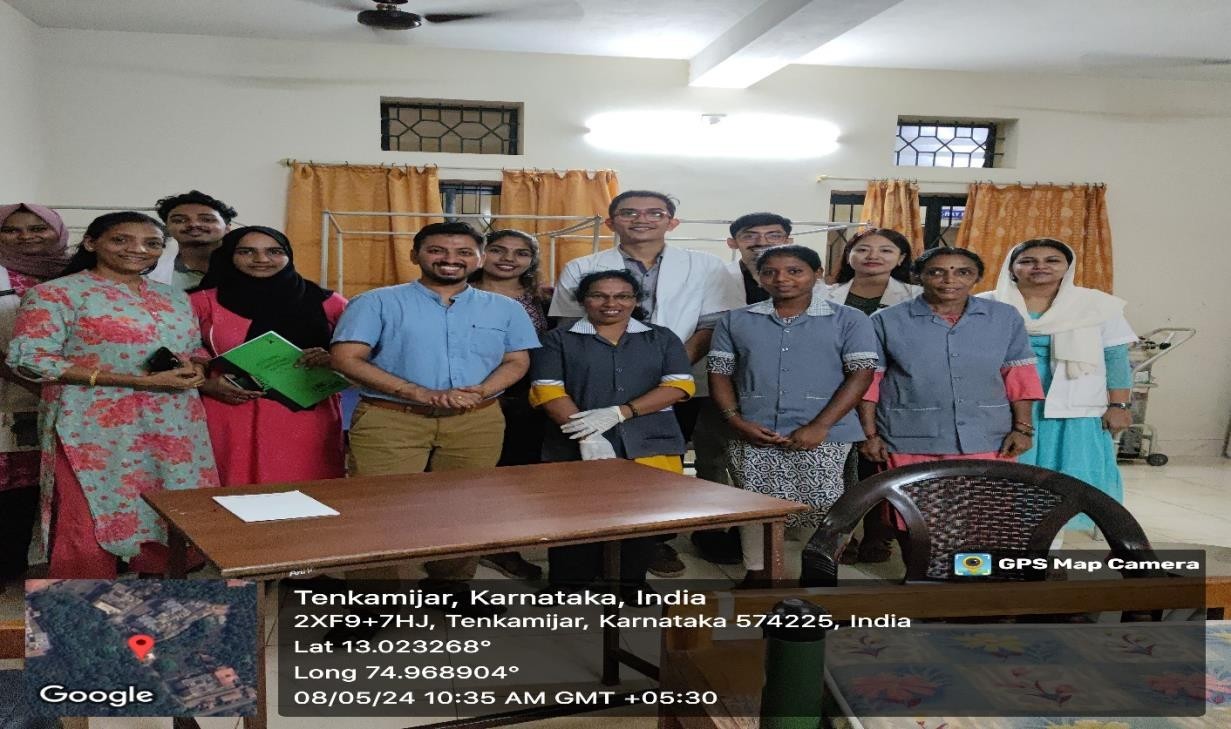 GPS Map Camera
Tenkamijar, Karnataka, India
2XF9+7HJ, Tenkamijar, Karnataka 574225, India
Lat 13.023268°
Long 74.968904°
08/05/24 10:35 AM GMT +05:30
Google